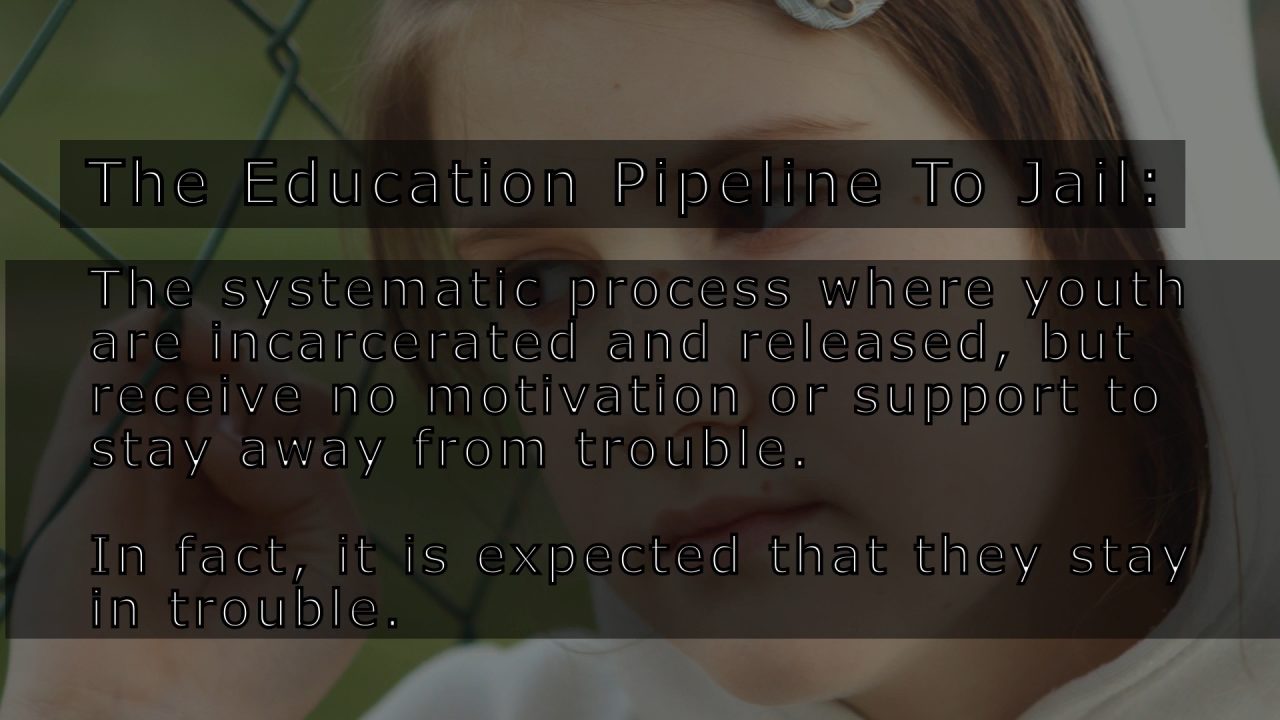 The Education Pipeline To Jail:
The systematic process where youth
are incarcerated and released, but
receive no motivation or support to
stay away from trouble.
In fact, it is expected that they stay
in trouble.